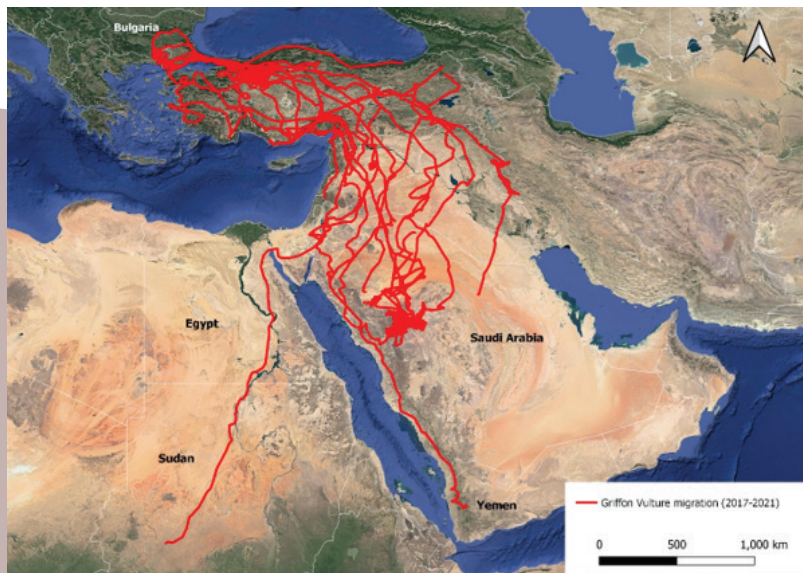 Bulgaria
Egypt
Saudi Arabia
Sudan
Yemen
Griffon Vulture migration (2017-2021)
0 500 1,000 km